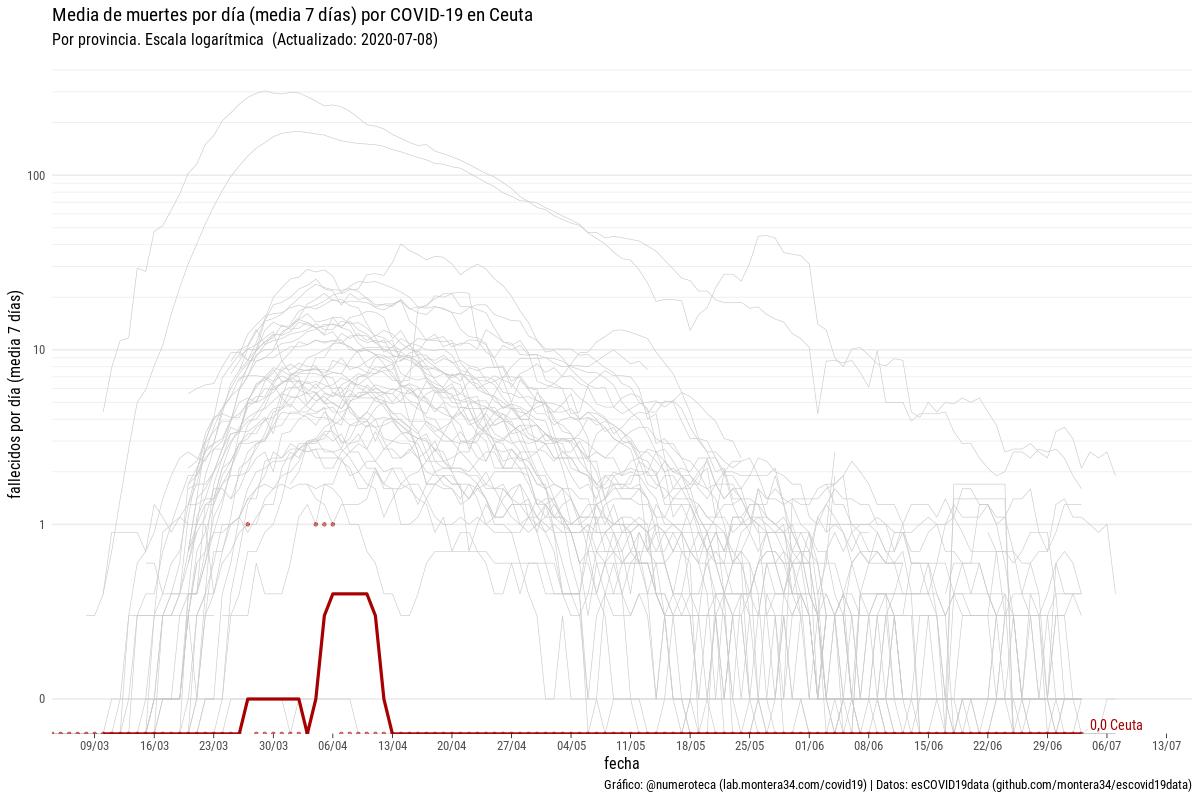 Media de muertes por día (media 7 días) por COVID-19 en Ceuta
Por provincia. Escala logarítmica  (Actualizado: 2020-07-08)
fallecidos por día (media  7 días)
100
10
1
0
0,0 Ceuta
09/03 16/03 23/03 30/03 06/04 13/04 20/04 27/04 04/05 11/05 18/05 25/05 01/06 08/06 15/06 22/06 29/06 06/07 13/07
fecha
Gráfico: @numeroteca (lab.montera34.com/covid19) | Datos: esCOVID19data (github.com/montera34/escovid19data)